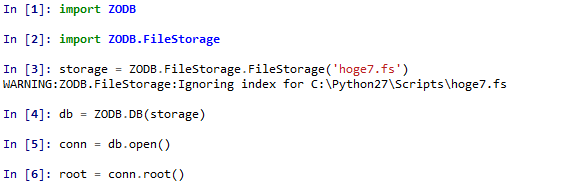 In [1]: import ZODB
In [2]: import ZODB.FileStorage
In [3]: storage = ZODB.FileStorage.FileStorage('hoge7.fs')
WARNING:ZODB.FileStorage:Ignoring index for C:\Python27\Scripts\hoge7.fs
In [4]: db = ZODB.DB(storage)
In [5]: conn = db.open()
In [6]: root = conn.root()